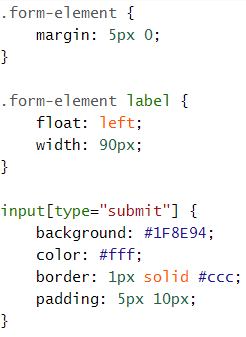 .form-element {
    margin: 5px 0;
}

.form-element label {
    float: left;
    width: 90px;
}

input[type="submit"] {
    background: #1F8E94;
    color: #fff;
    border: 1px solid #ccc;
    padding: 5px 10px;
}